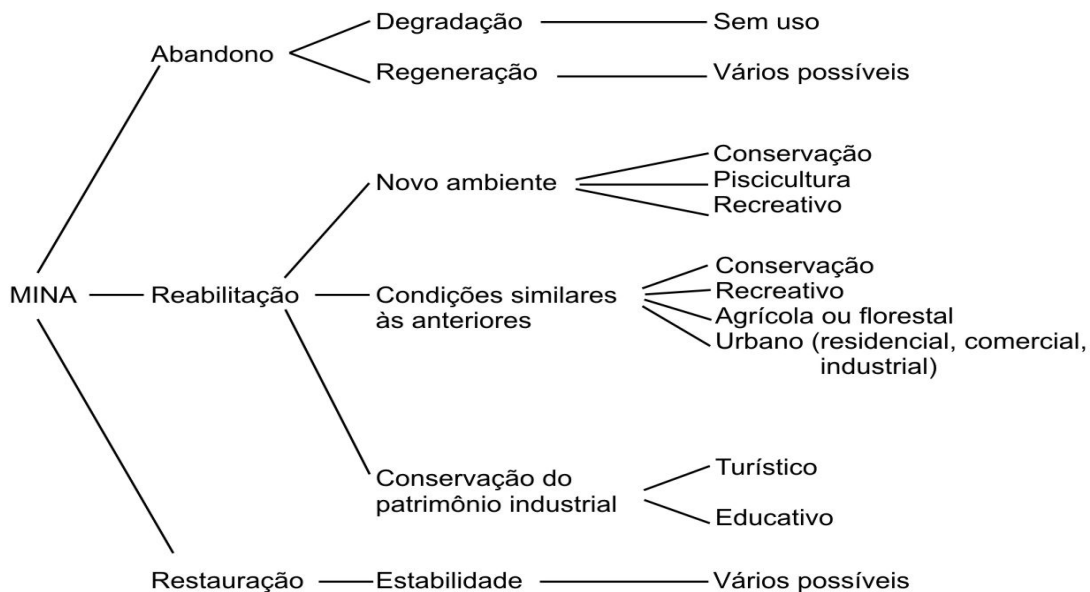 Degradação
Sem uso
Abandono
Regeneração
Vários possíveis
Novo ambiente
Conservação
Piscicultura
Recreativo
MINA
Reabilitação
Condições similares
às anteriores
Conservação
Recreativo
Agrícola ou florestal
Urbano (residencial, comercial,
industrial)
Conservação do
patrimônio industrial
Turístico
Educativo
Restauração
Estabilidade
Vários possíveis